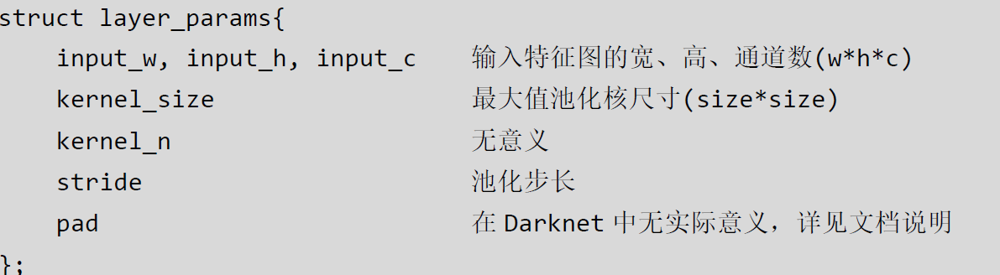 struct layer_params{
input_w, input_h, input_c 输入特征图的宽、高、通道数(w*h*c)
kernel_size 最大值池化核尺寸(size*size)
kernel_n 无意义
stride 池化步长
pad 在 Darknet 中无实际意义，详见文档说明
};